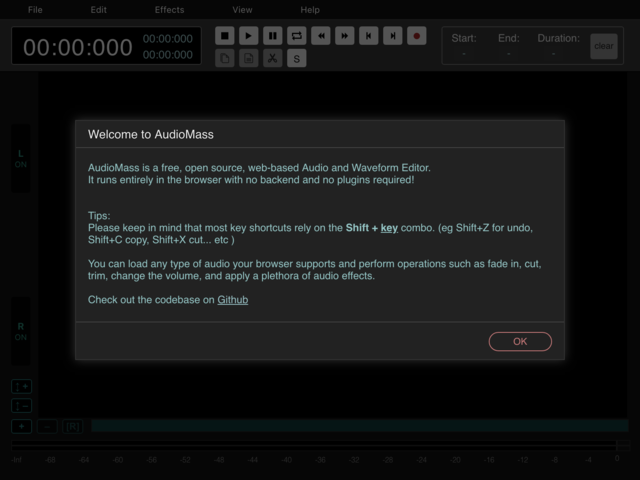 File Edit Effects View Help
00:00:000
00:00:000
00:00:000
Start: End: Duration:
- - -
clear
S
Welcome to AudioMass
AudioMass is a free, open source, web-based Audio and Waveform Editor.
It runs entirely in the browser with no backend and no plugins required!
Tips:
Please keep in mind that most key shortcuts rely on the Shift + key combo. (eg Shift+Z for undo,
Shift+C copy, Shift+X cut... etc )
You can load any type of audio your browser supports and perform operations such as fade in, cut,
trim, change the volume, and apply a plethora of audio effects.
Check out the codebase on Github
OK
L
ON
R
ON
[R]
-Inf -68 -64 -60 -56 -52 -48 -44 -40 -36 -32 -28 -24 -20 -16 -12 -8 -4 0